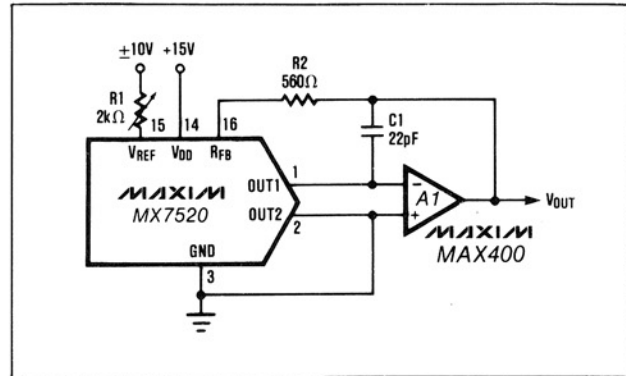 ±10V +15V
R1
2kΩ
R2
560Ω
C1
22pF
15 14 16
VREF VDD RFB
MAXIM
MX7520
OUT1 1
OUT2 2
GND
3
−
+
A1
VOUT
MAXIM
MAX400